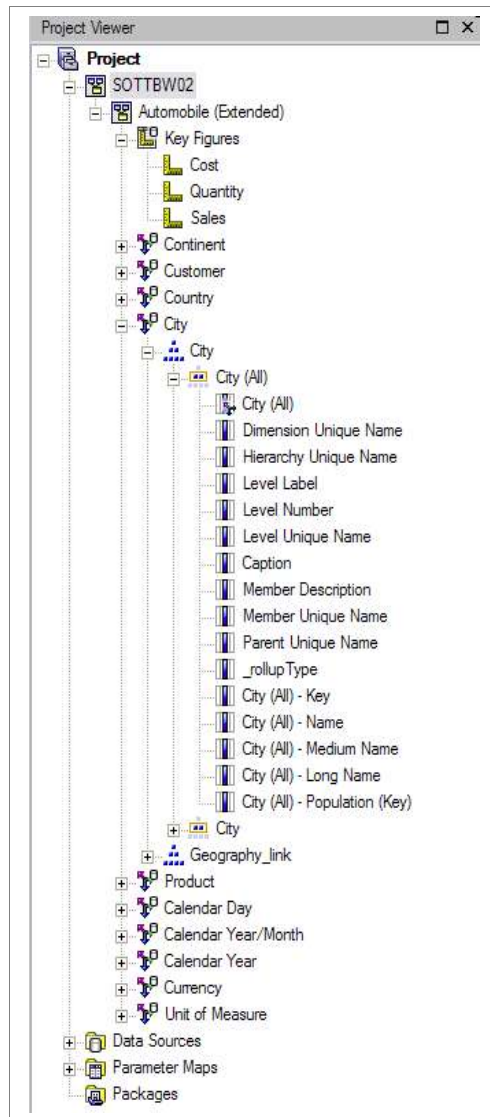 Project Viewer
Project
SOTTBW02
Automobile (Extended)
Key Figures
Cost
Quantity
Sales
Continent
Customer
Country
City
City
City (All)
City (All)
Dimension Unique Name
Hierarchy Unique Name
Level Label
Level Number
Level Unique Name
Caption
Member Description
Member Unique Name
Parent Unique Name
_rollupType
City (All) - Key
City (All) - Name
City (All) - Medium Name
City (All) - Long Name
City (All) - Population (Key)
City
Geography_link
Product
Calendar Day
Calendar Year/Month
Calendar Year
Currency
Unit of Measure
Data Sources
Parameter Maps
Packages